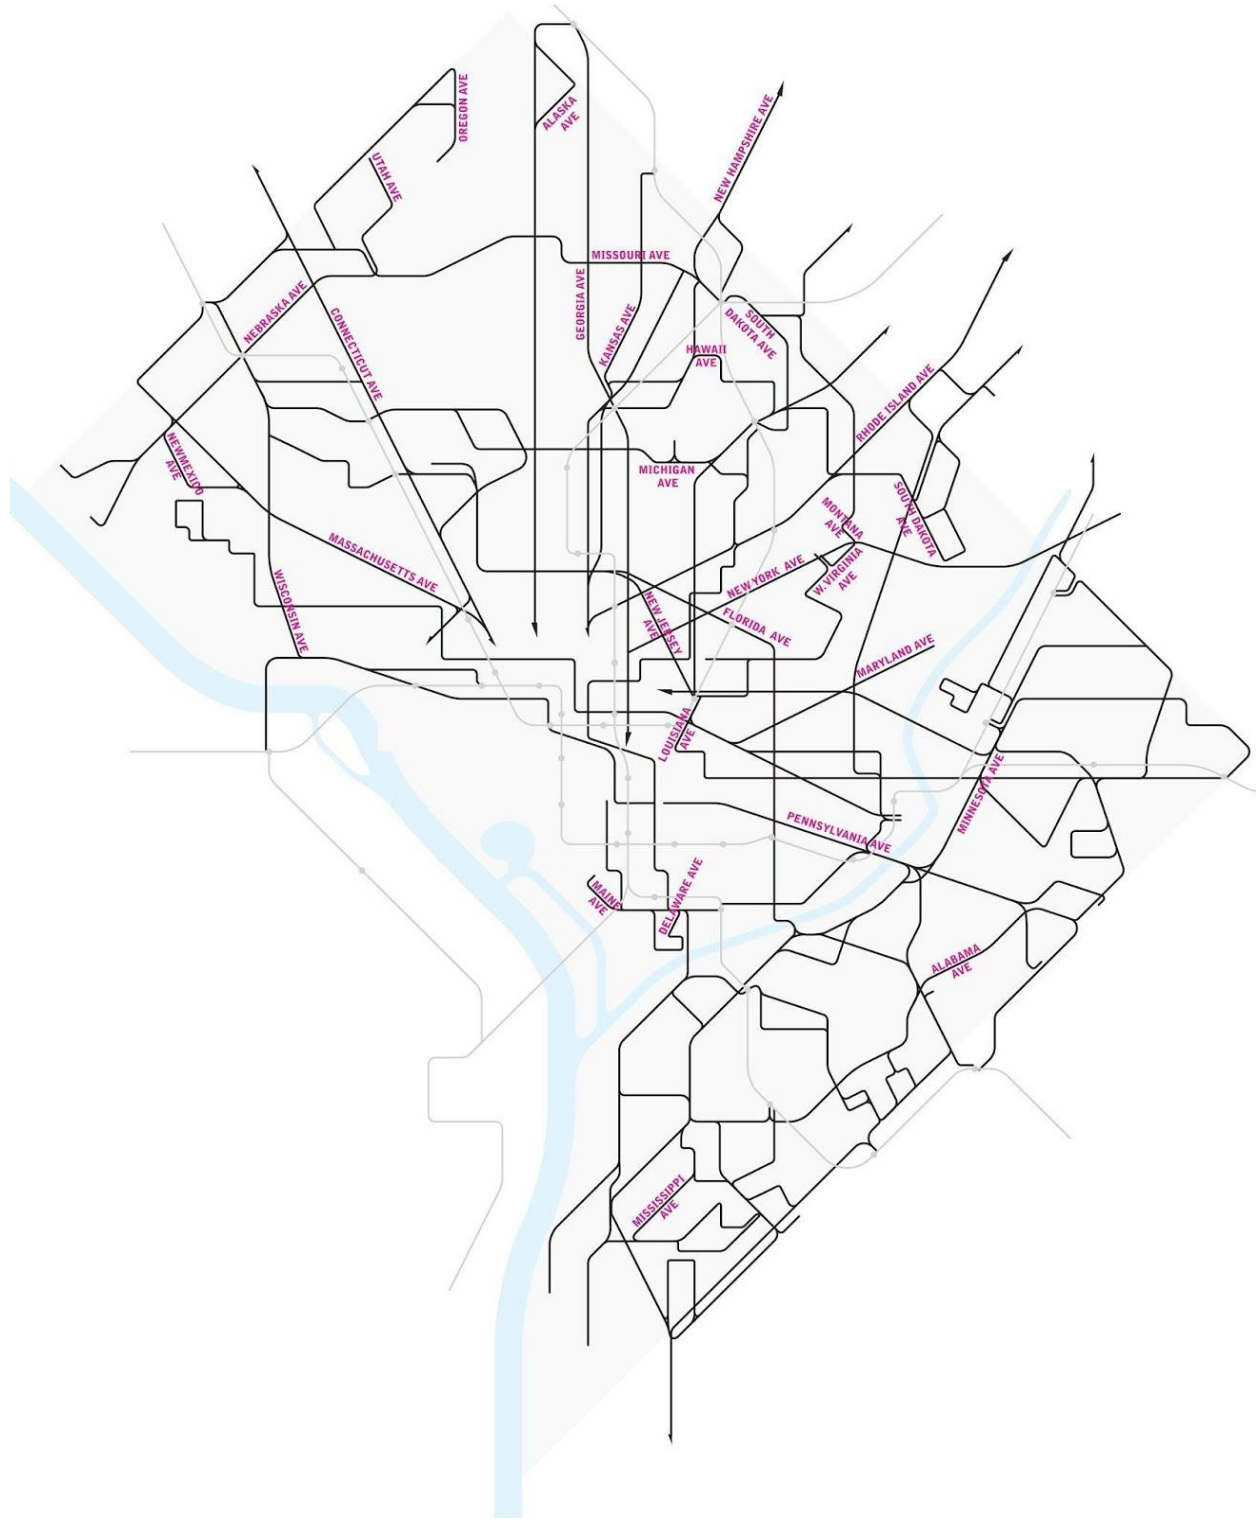 OREGON AVE
ALASKA
AVE
NEW HAMPSHIRE AVE
UTAH AVE
MISSOURI AVE
NEBRASKA AVE
CONNECTICUT AVE
GEORGIA AVE
KANSAS AVE
SOUTH
DAKOTA AVE
HAWAII
AVE
RHODE ISLAND AVE
NEWMEXICO
AVE
MICHIGAN
AVE
SOUTH DAKOTA
AVE
MONTANA
AVE
MASSACHUSETTS AVE
NEW YORK AVE
W. VIRGINIA
AVE
WISCONSIN AVE
NEW JERSEY
AVE
FLORIDA AVE
MARYLAND AVE
LOUISIANA
AVE
MINNESOTA AVE
PENNSYLVANIA AVE
MAINE
AVE
DELAWARE AVE
ALABAMA
AVE
MISSISSIPPI
AVE